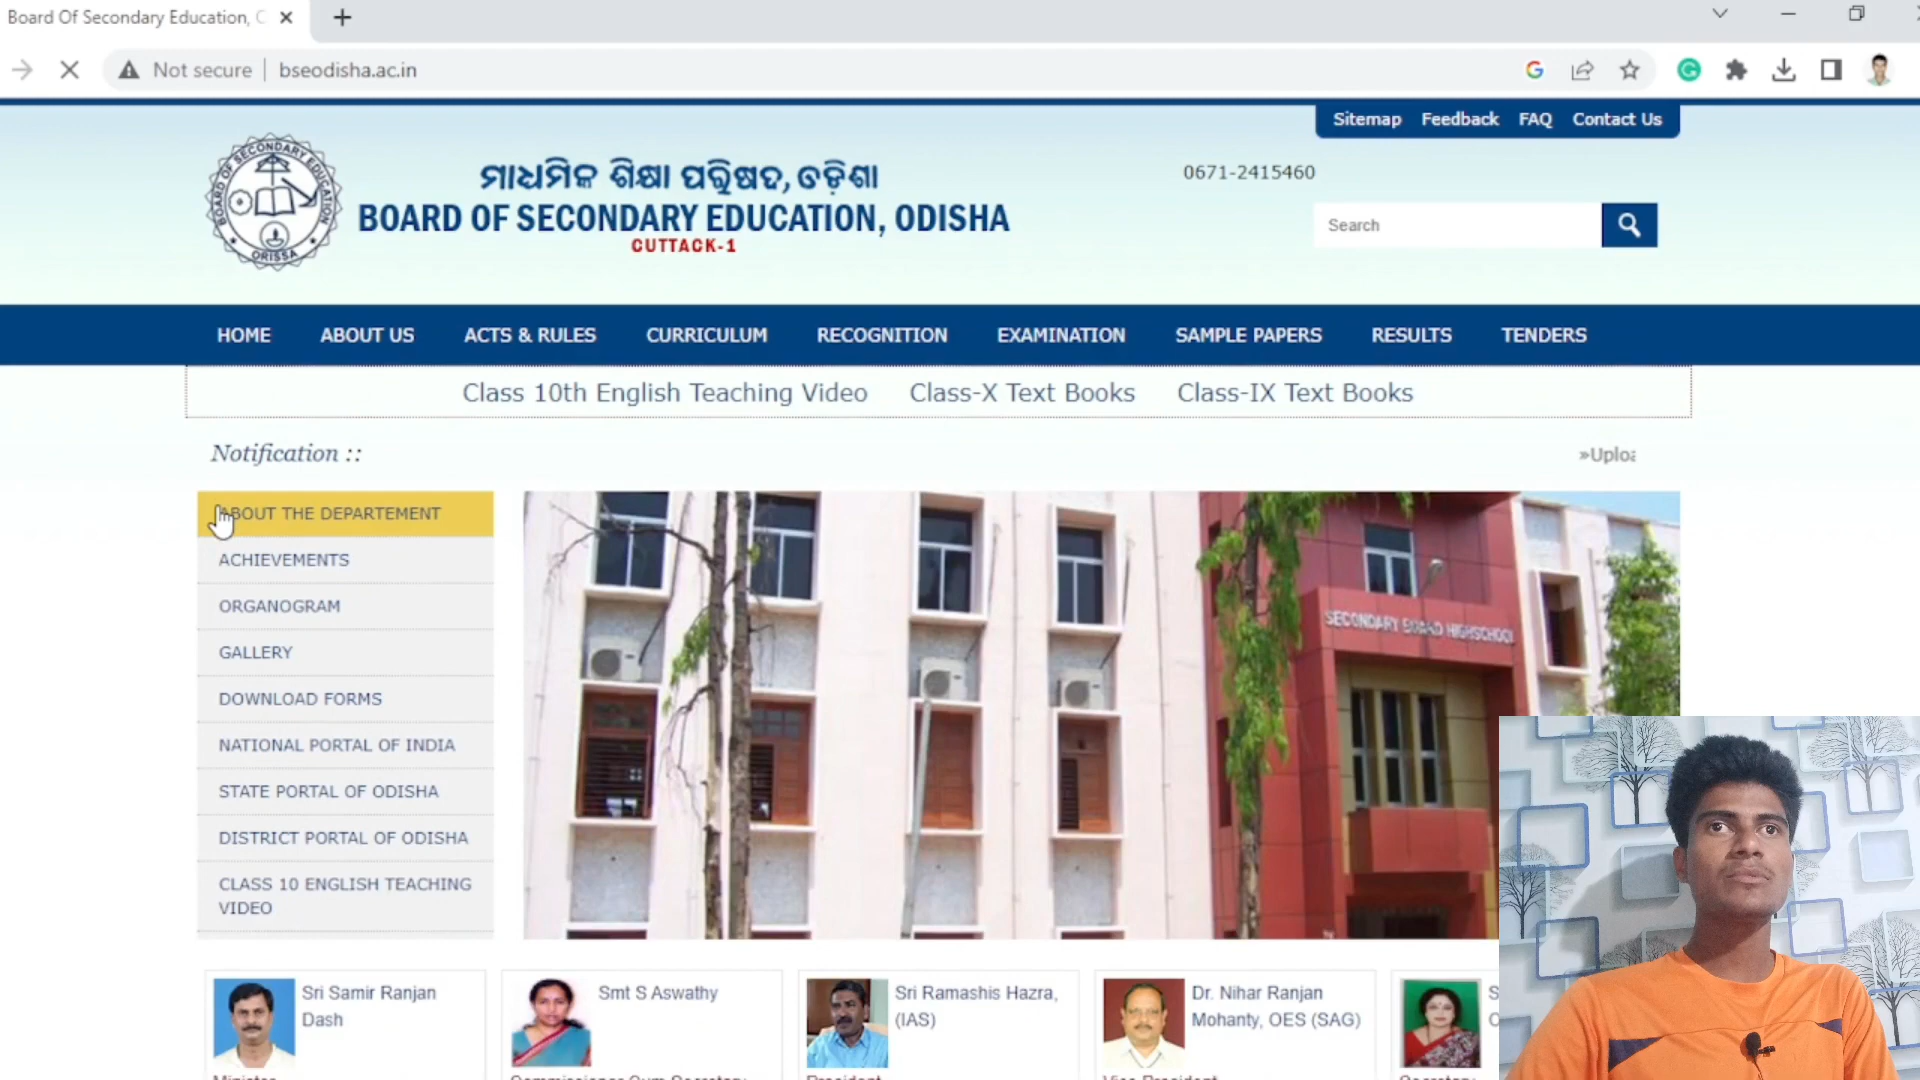 Board Of Secondary Education, C
Not secure
bseodisha.ac.in
Sitemap Feedback FAQ Contact Us
BOARD OF SECONDARY EDUCATION
ORISSA
ମାଧ୍ୟମିକ ଶିକ୍ଷା ପରିଷଦ, ଓଡ଼ିଶା
BOARD OF SECONDARY EDUCATION, ODISHA
CUTTACK-1
0671-2415460
Search
HOME ABOUT US ACTS & RULES CURRICULUM RECOGNITION EXAMINATION SAMPLE PAPERS RESULTS TENDERS
Class 10th English Teaching Video Class-X Text Books Class-IX Text Books
Notification ::
»Uploa
ABOUT THE DEPARTEMENT
ACHIEVEMENTS
ORGANOGRAM
GALLERY
DOWNLOAD FORMS
NATIONAL PORTAL OF INDIA
STATE PORTAL OF ODISHA
DISTRICT PORTAL OF ODISHA
CLASS 10 ENGLISH TEACHING
VIDEO
SECONDARY BOARD HIGHSCHOOL
Sri Samir Ranjan
Dash
Minister
Smt S Aswathy
Commissioner Cum Secretary
Sri Ramashis Hazra,
(IAS)
President
Dr. Nihar Ranjan
Mohanty, OES (SAG)
Vice President
Secretary